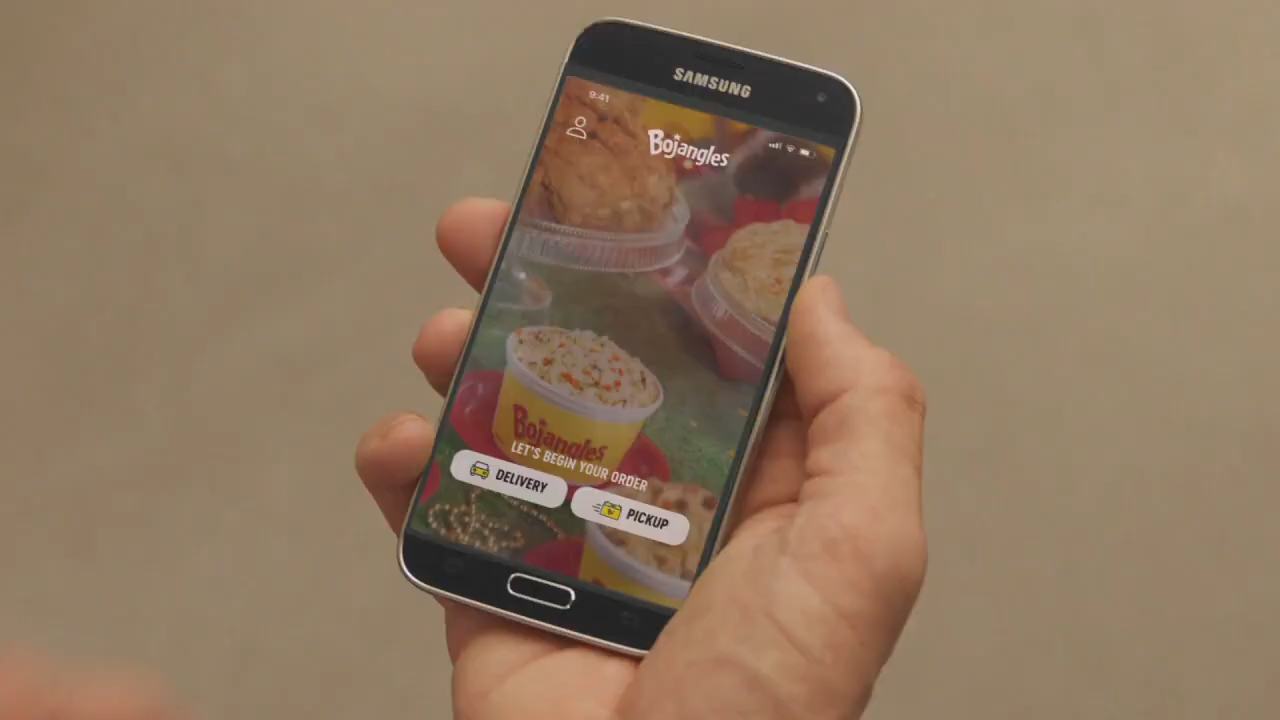 SAMSUNG
9:41
Bojangles
Bojangles
LET'S BEGIN YOUR ORDER
DELIVERY
PICKUP